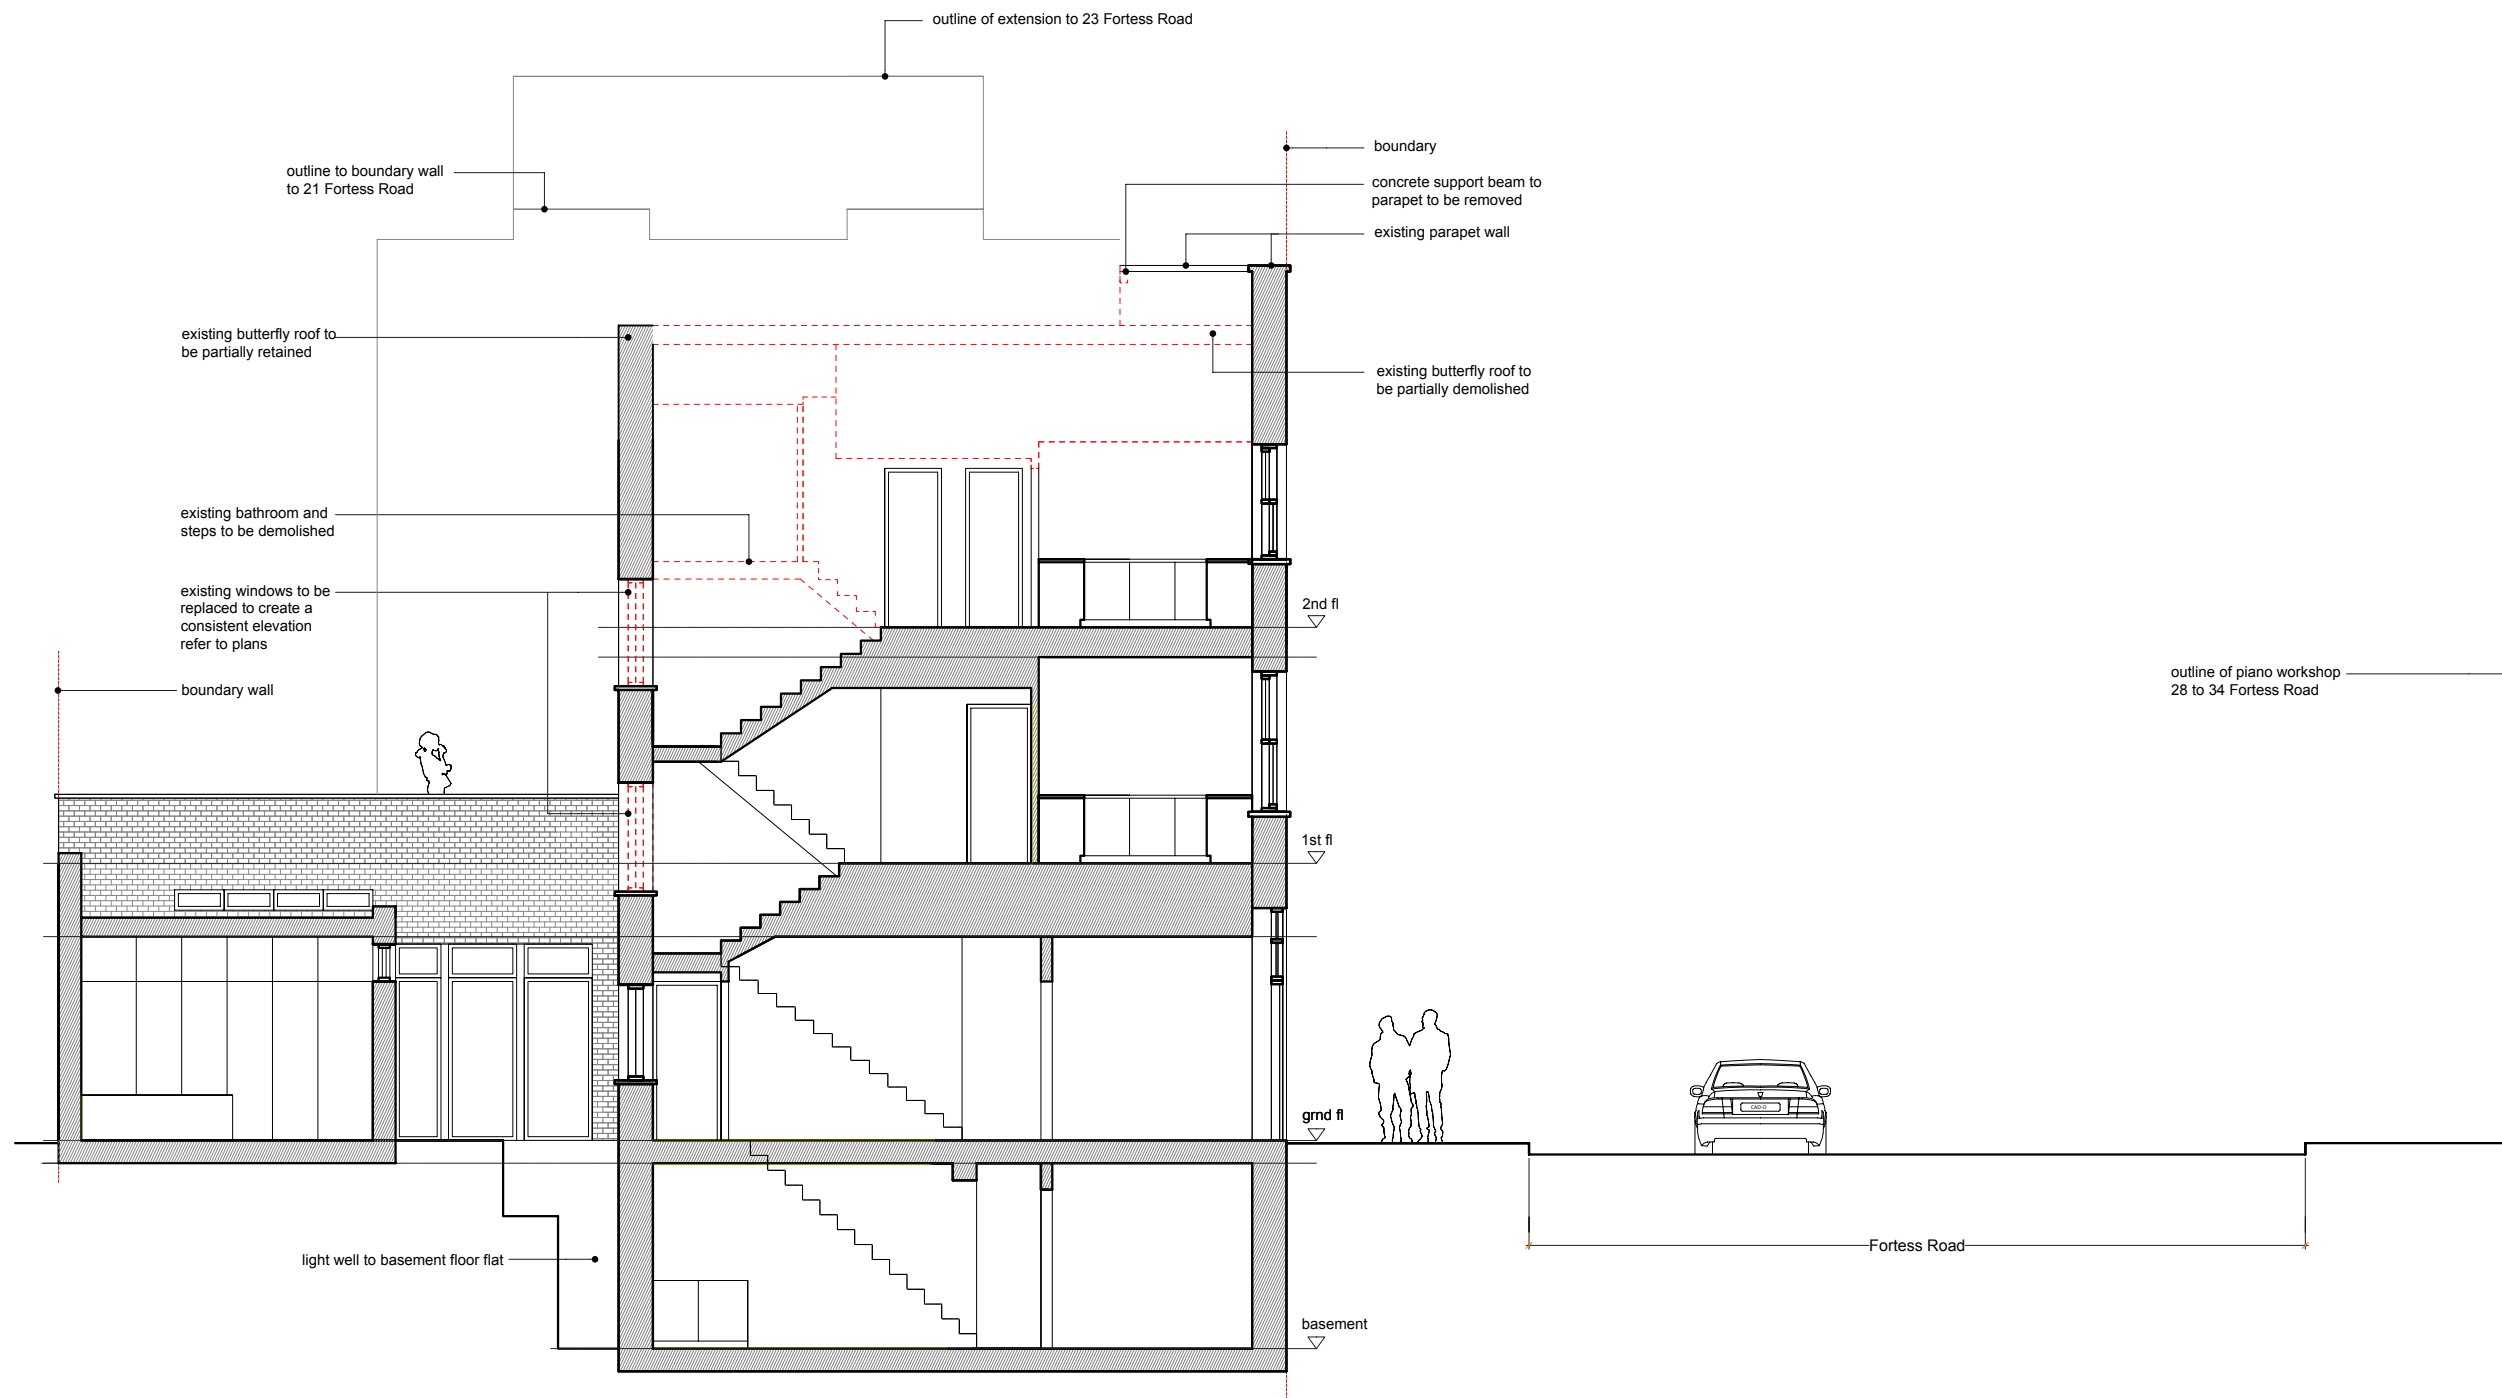 outline of extension to 23 Fortess Road
boundary
outline to boundary wall
to 21 Fortess Road
concrete support beam to
parapet to be removed
existing parapet wall
existing butterfly roof to
be partially retained
existing butterfly roof to
be partially demolished
existing bathroom and
steps to be demolished
existing windows to be
replaced to create a
consistent elevation
refer to plans
2nd fl
boundary wall
outline of piano workshop
28 to 34 Fortess Road
1st fl
grnd fl
CAD-D
Fortess Road
light well to basement floor flat
basement